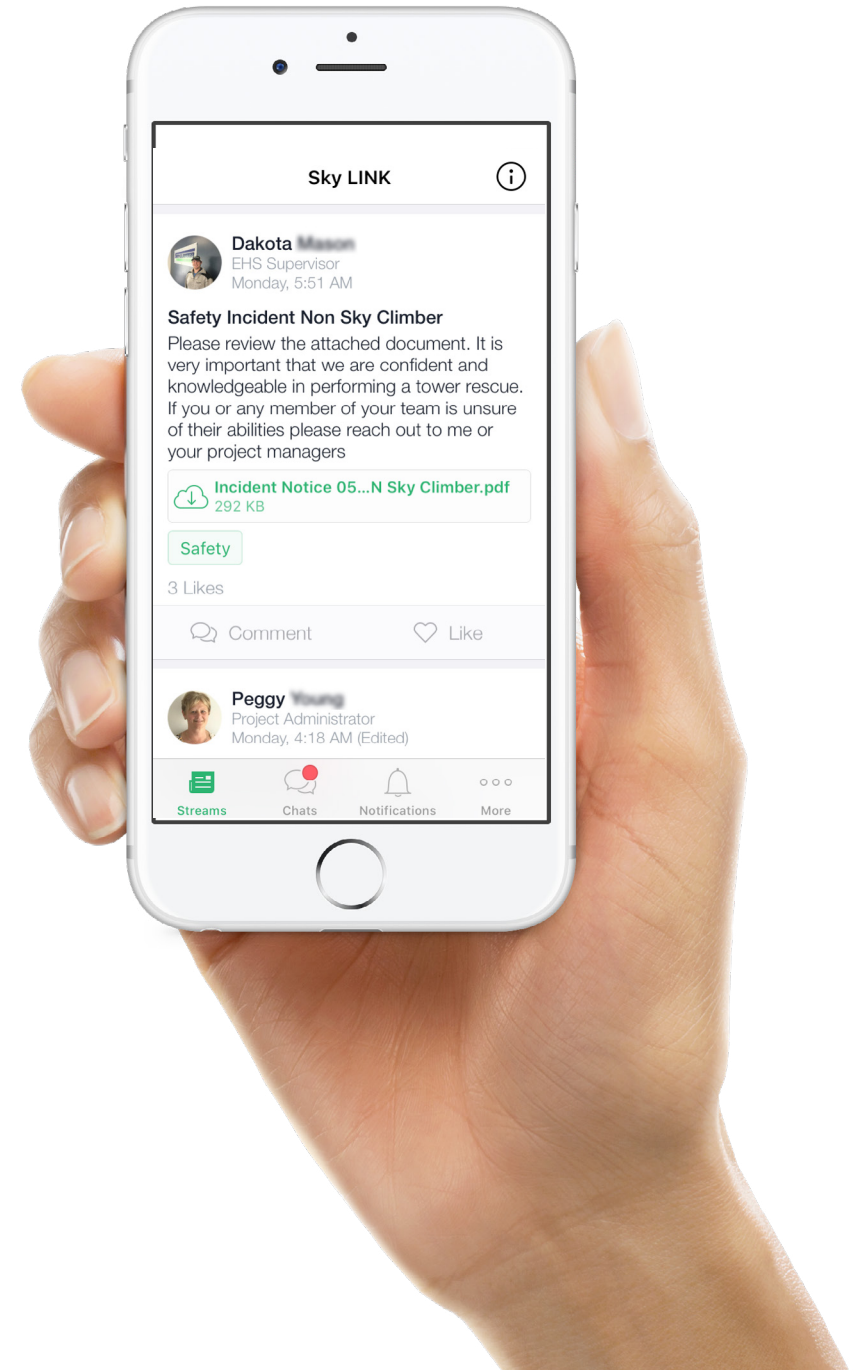 Sky LINK
Dakota
EHS Supervisor
Monday, 5:51 AM
Safety Incident Non Sky Climber
Please review the attached document. It is
very important that we are confident and
knowledgeable in performing a tower rescue.
If you or any member of your team is unsure
of their abilities please reach out to me or
your project managers
Incident Notice 05...N Sky Climber.pdf
292 KB
Safety
3 Likes
Comment Like
Peggy
Project Administrator
Monday, 4:18 AM (Edited)
Streams Chats Notifications More